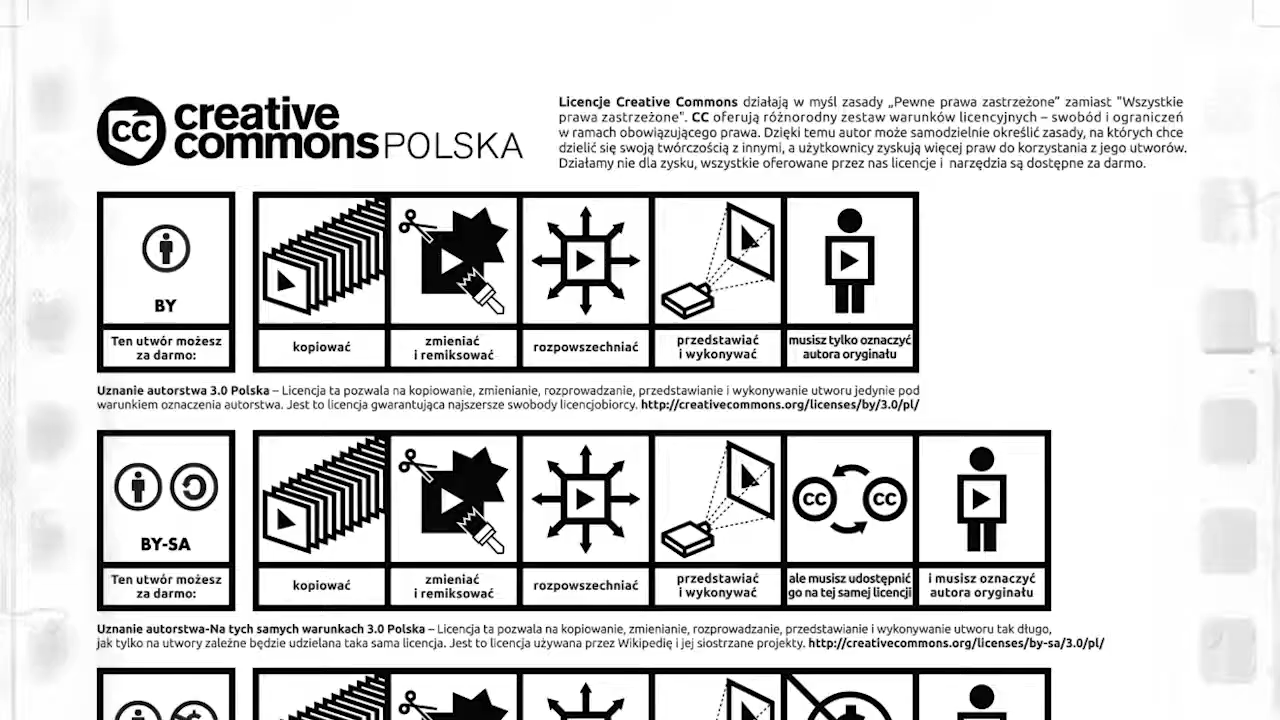 creative
commons POLSKA
Licencje Creative Commons działają w myśl zasady „Pewne prawa zastrzeżone” zamiast "Wszystkie
prawa zastrzeżone". CC oferują różnorodny zestaw warunków licencyjnych – swobód i ograniczeń
w ramach obowiązującego prawa. Dzięki temu autor może samodzielnie określić zasady, na których chce
dzielić się swoją twórczością z innymi, a użytkownicy zyskują więcej praw do korzystania z jego utworów.
Działamy nie dla zysku, wszystkie oferowane przez nas licencje i narzędzia są dostępne za darmo.
BY
Ten utwór możesz
za darmo:
kopiować
zmieniać
i remiksować
rozpowszechniać
przedstawiać
i wykonywać
musisz tylko oznaczyć
autora oryginału
Uznanie autorstwa 3.0 Polska – Licencja ta pozwala na kopiowanie, zmienianie, rozprowadzanie, przedstawianie i wykonywanie utworu jedynie pod
warunkiem oznaczenia autorstwa. Jest to licencja gwarantująca najszersze swobody licencjobiorcy. http://creativecommons.org/licenses/by/3.0/pl/
CC CC
BY-SA
Ten utwór możesz
za darmo:
kopiować
zmieniać
i remiksować
rozpowszechniać
przedstawiać
i wykonywać
ale musisz udostępnić
go na tej samej licencji
i musisz oznaczyć
autora oryginału
Uznanie autorstwa-Na tych samych warunkach 3.0 Polska – Licencja ta pozwala na kopiowanie, zmienianie, rozprowadzanie, przedstawianie i wykonywanie utworu tak długo,
jak tylko na utwory zależne będzie udzielana taka sama licencja. Jest to licencja używana przez Wikipedię i jej siostrzane projekty. http://creativecommons.org/licenses/by-sa/3.0/pl/